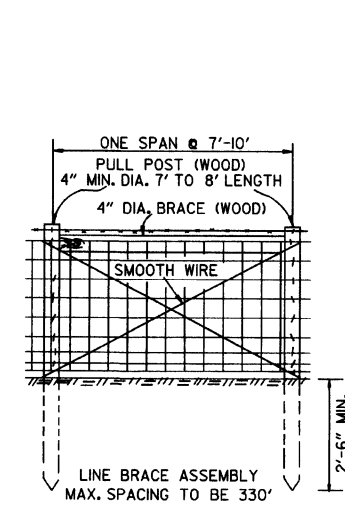 ONE SPAN @ 7'-10'
PULL POST (WOOD)
4" MIN. DIA. 7' TO 8' LENGTH
4" DIA. BRACE (WOOD)
SMOOTH WIRE
2'-6" MIN.
LINE BRACE ASSEMBLY
MAX. SPACING TO BE 330'